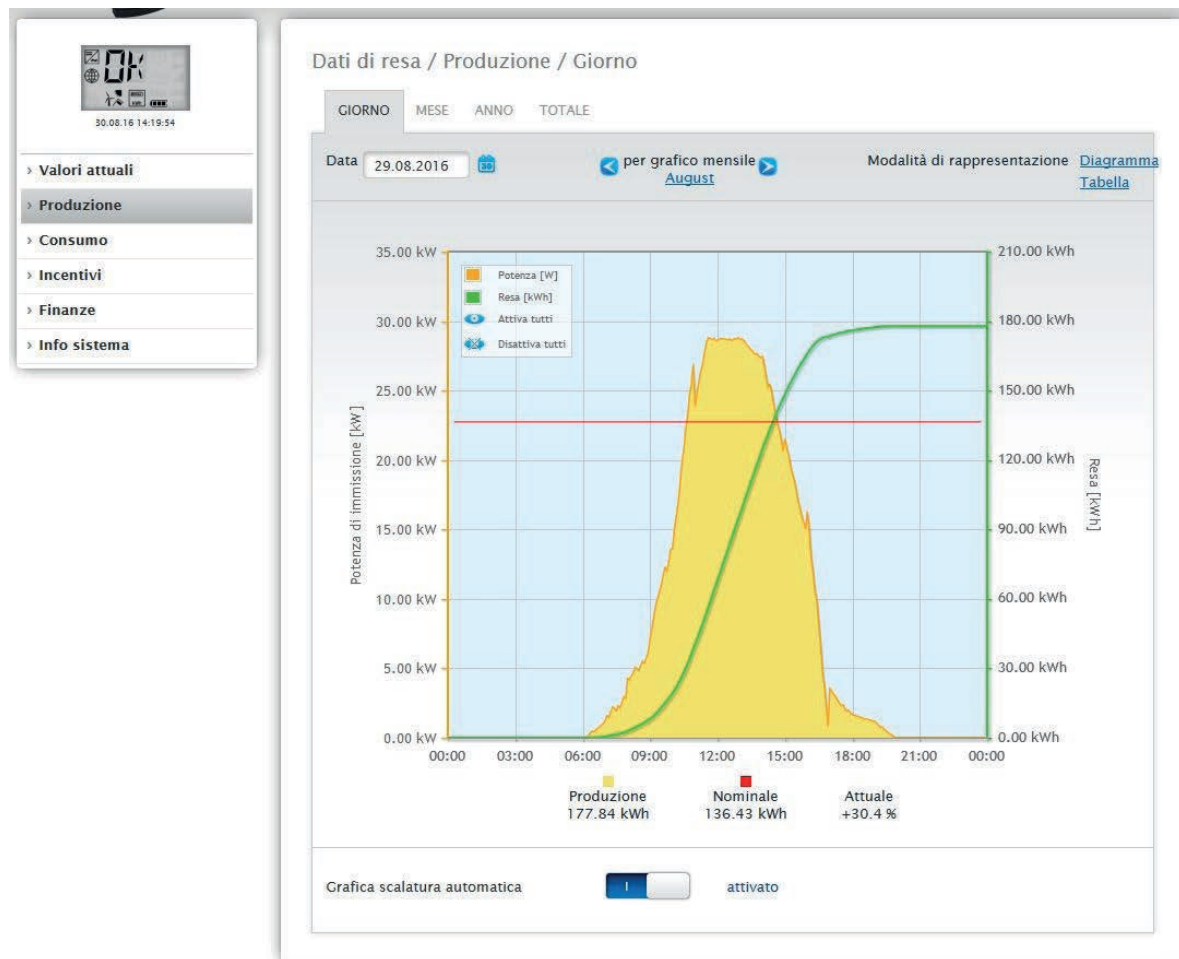 OK
30.08.16 14:19:54
› Valori attuali
› Produzione
› Consumo
› Incentivi
› Finanze
› Info sistema
Dati di resa / Produzione / Giorno
GIORNO MESE ANNO TOTALE
Data 29.08.2016 30 per grafico mensile Modalità di rappresentazione Diagramma
August Tabella
35.00 kW 210.00 kWh
Potenza [W]
Resa [kWh]
30.00 kW 180.00 kWh
Attiva tutti
Disattiva tutti
25.00 kW 150.00 kWh
20.00 kW 120.00 kWh
Potenza di immissione [kW]
Resa [kWh]
15.00 kW 90.00 kWh
10.00 kW 60.00 kWh
5.00 kW 30.00 kWh
0.00 kW 0.00 kWh
00:00 03:00 06:00 09:00 12:00 15:00 18:00 21:00 00:00
Produzione Nominale Attuale
177.84 kWh 136.43 kWh +30.4 %
Grafica scalatura automatica I attivato